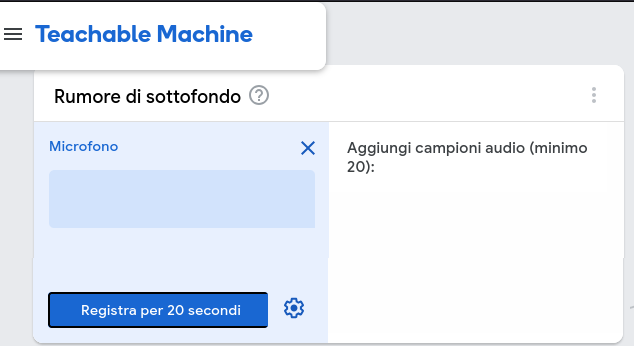 Teachable Machine
Rumore di sottofondo
Microfono
Aggiungi campioni audio (minimo
20):
Registra per 20 secondi